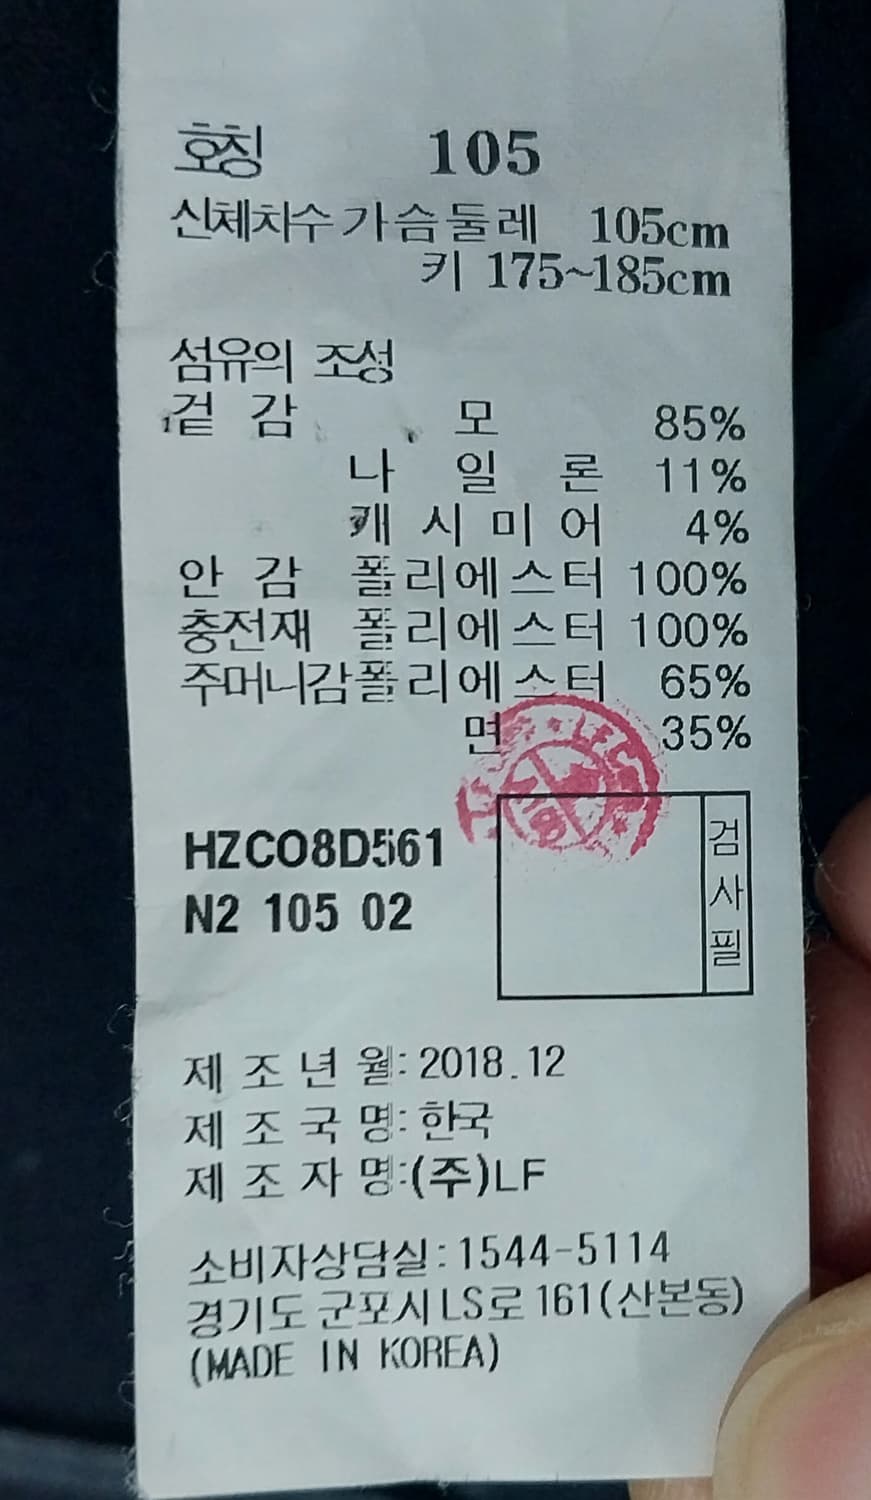 호칭 105
신체치수 가슴둘레 105cm
키 175~185cm
섬유의 조성
겉감 모 85%
나일론 11%
캐시미어 4%
안감 폴리에스터 100%
충전재 폴리에스터 100%
주머니감 폴리에스터 65%
면 35%
HZCO8D561
N2 105 02
검사필
제조년월: 2018.12
제조국명: 한국
제조자명:(주)LF
소비자상담실:1544-5114
경기도 군포시 LS로 161(산본동)
(MADE IN KOREA)